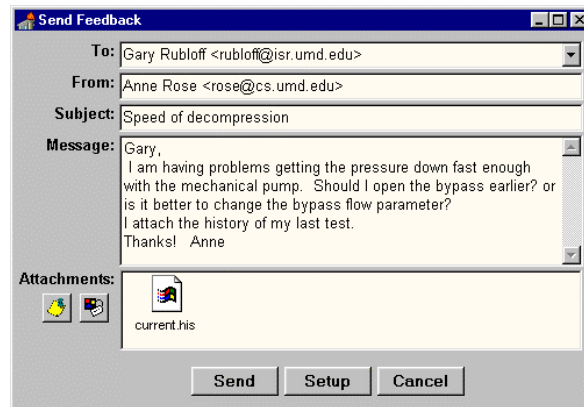 Send Feedback
To: Gary Rubloff <rubloff@isr.umd.edu>
From: Anne Rose <rose@cs.umd.edu>
Subject: Speed of decompression
Message: Gary,
I am having problems getting the pressure down fast enough
with the mechanical pump.  Should I open the bypass earlier? or
is it better to change the bypass flow parameter?
I attach the history of my last test.
Thanks!  Anne
Attachments:
current.his
Send Setup Cancel